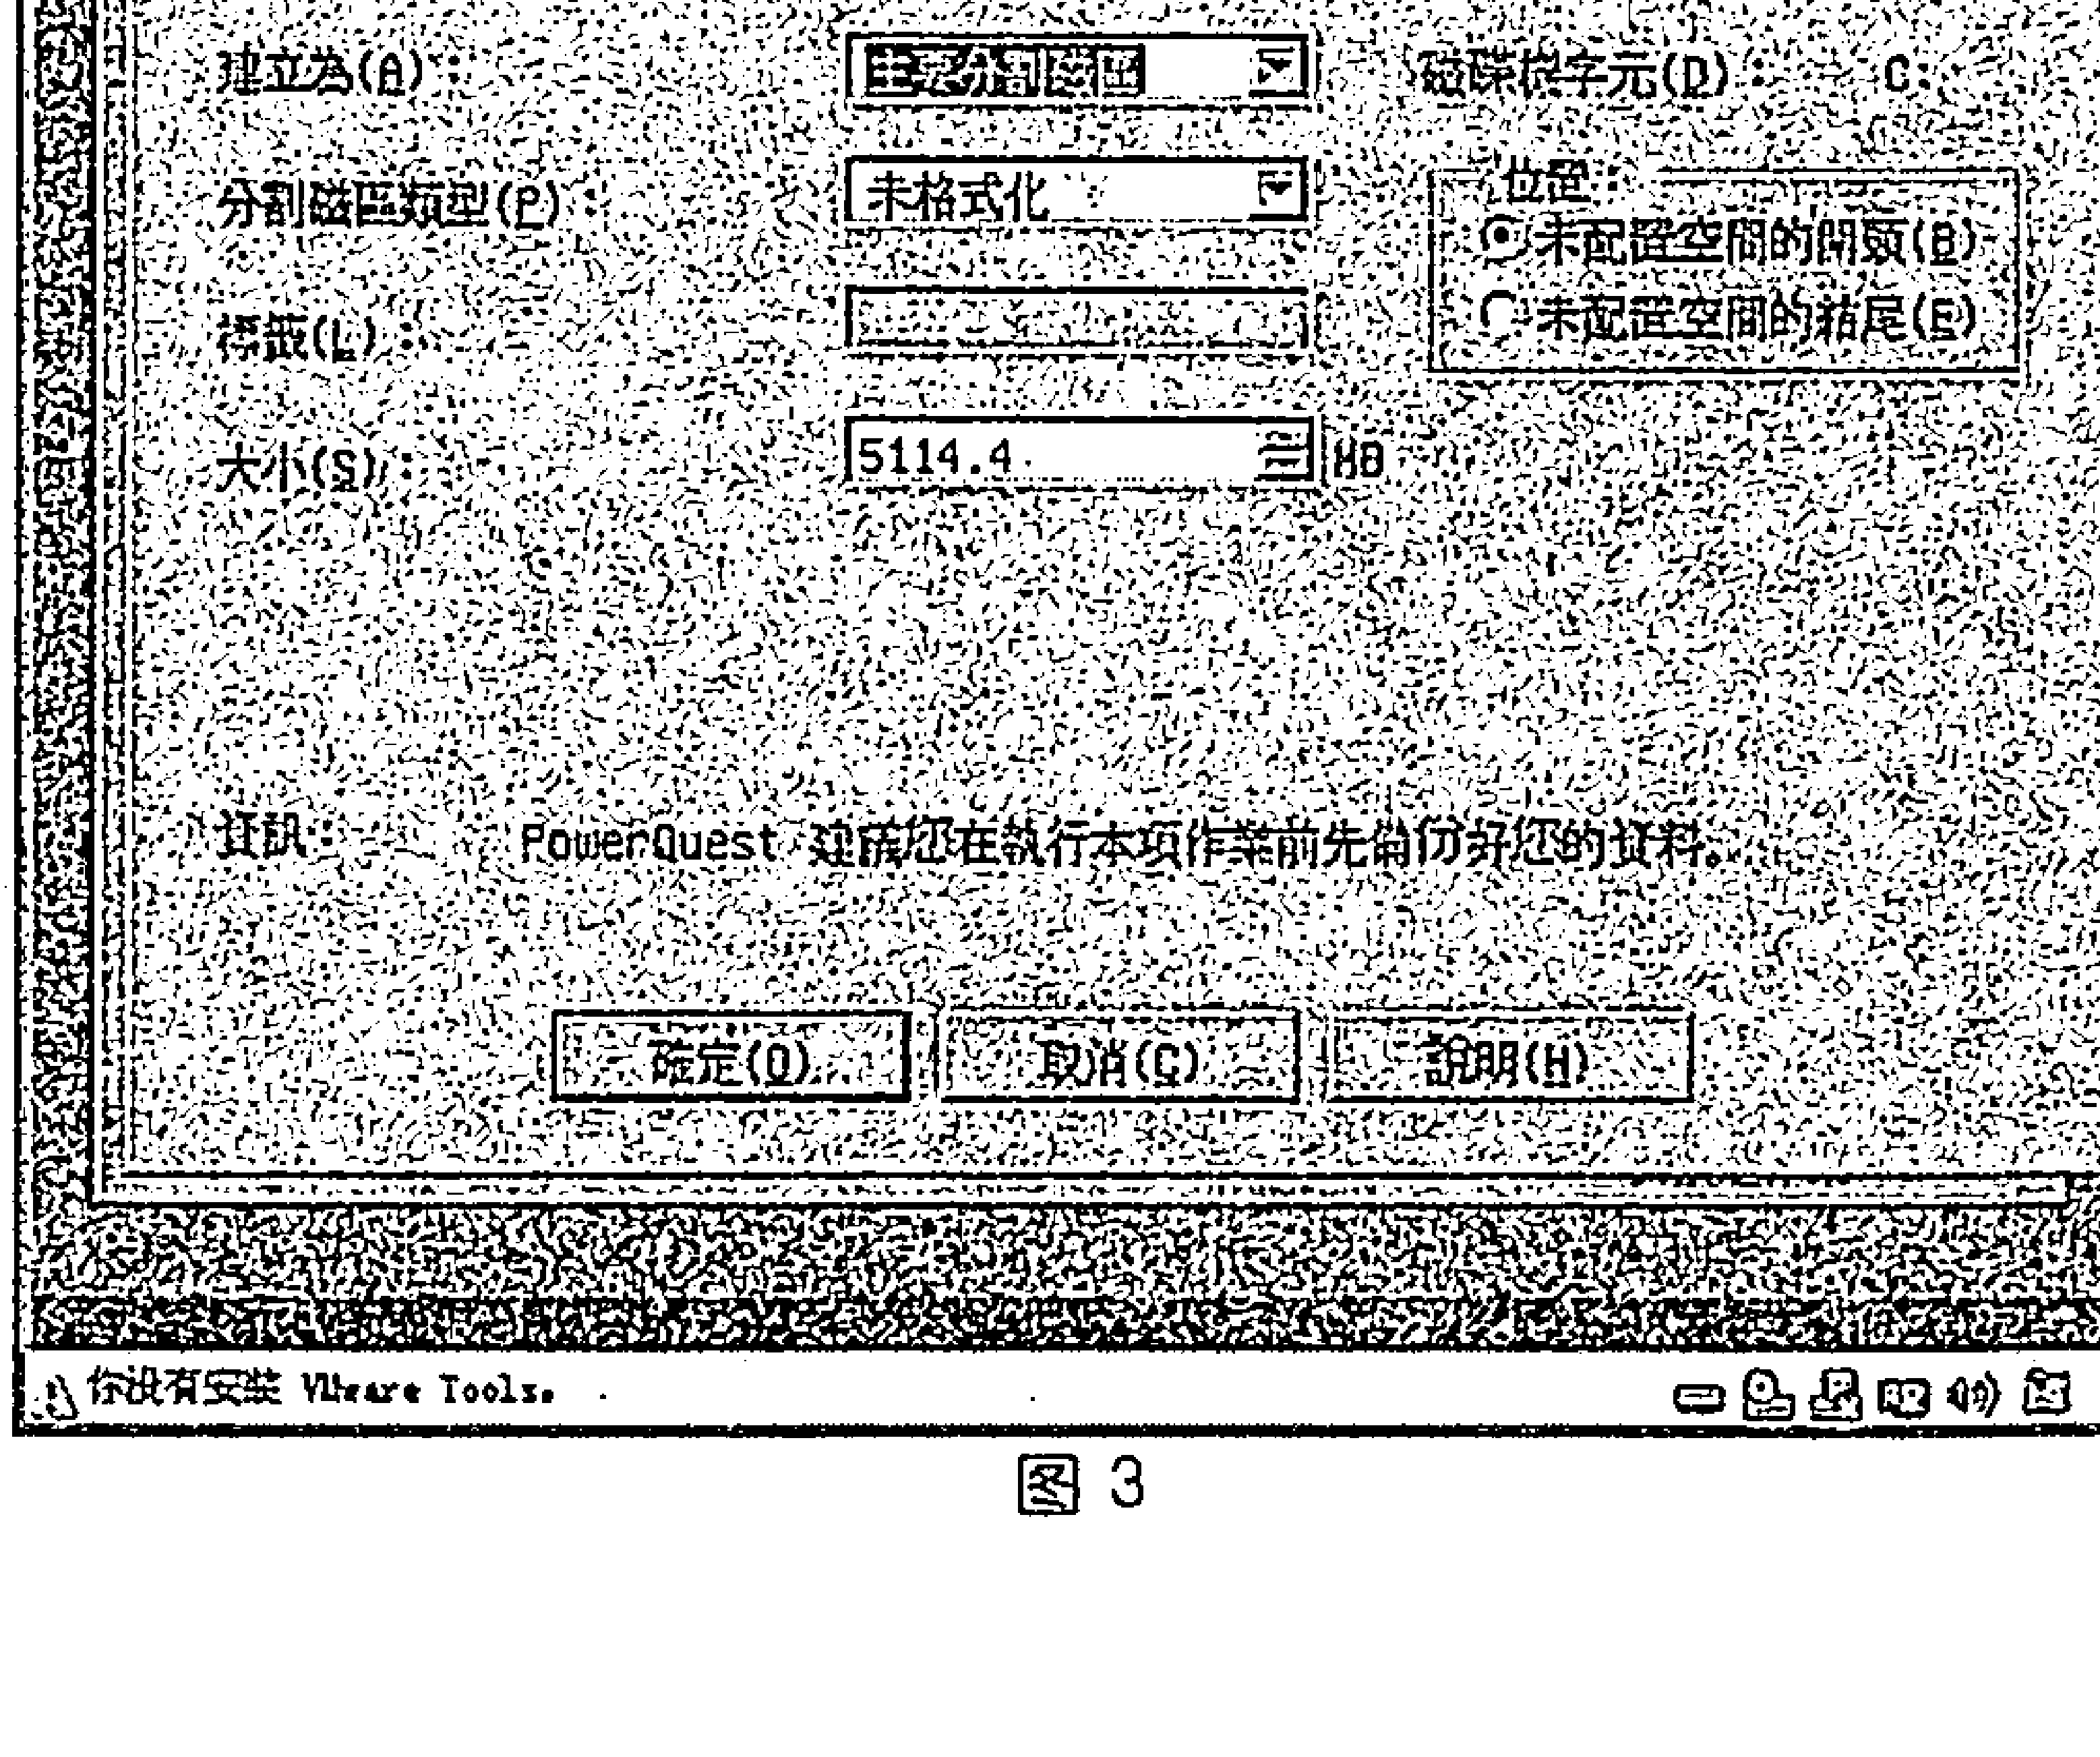 建立為(A)： 主要分割磁區 磁碟機字元(D)： C:
分割磁區類型(P)： 未格式化 位置
未配置空間的開頭(B)
標籤(L)： 未配置空間的結尾(E)
大小(S)： 5114.4 MB
資訊: PowerQuest 建議您在執行本項作業前先備份好您的資料。
確定(O) 取消(C) 說明(H)
你没有安装 VMware Tools。
图 3